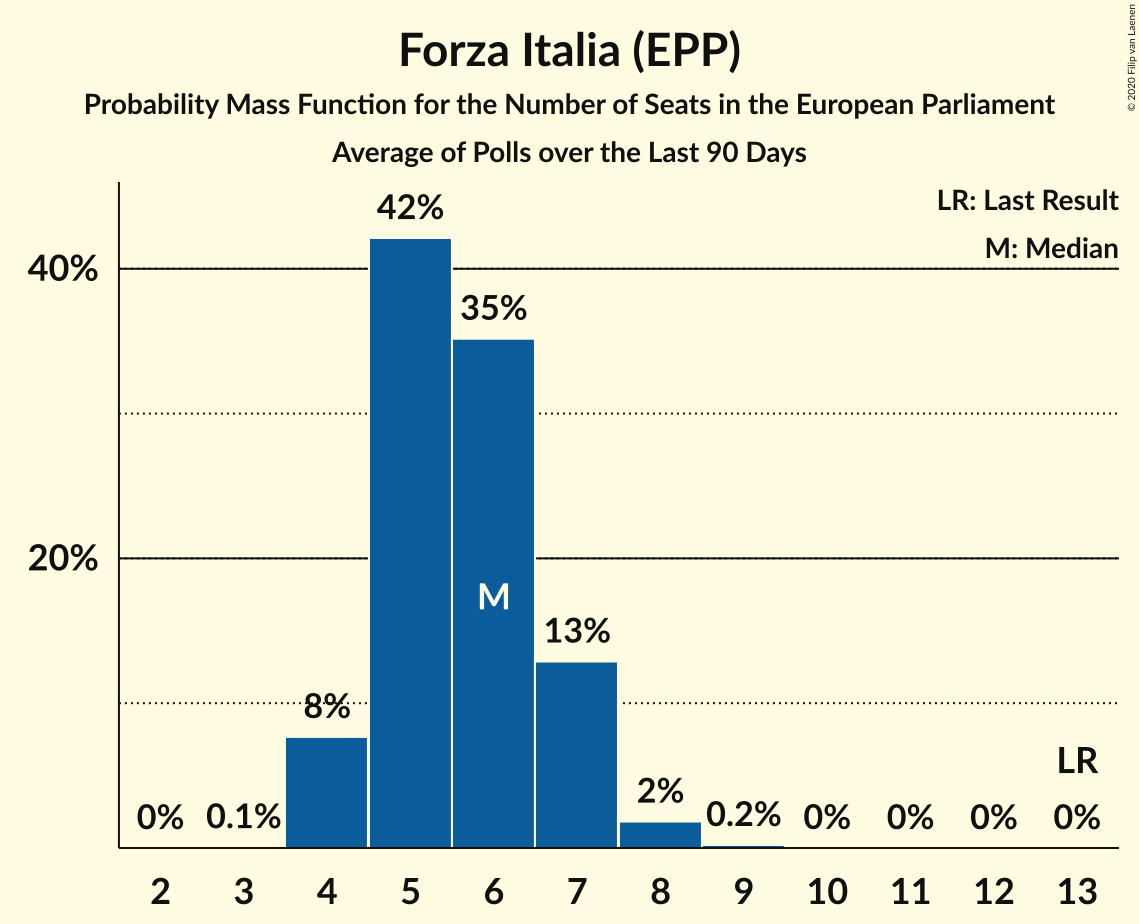 Forza Italia (EPP)
Probability Mass Function for the Number of Seats in the European Parliament
Average of Polls over the Last 90 Days
© 2020 Filip van Laenen
LR: Last Result
M: Median
40%
20%
0%
0.1%
8%
42%
35%
M
13%
2%
0.2%
0%
0%
0%
LR
0%
2 3 4 5 6 7 8 9 10 11 12 13